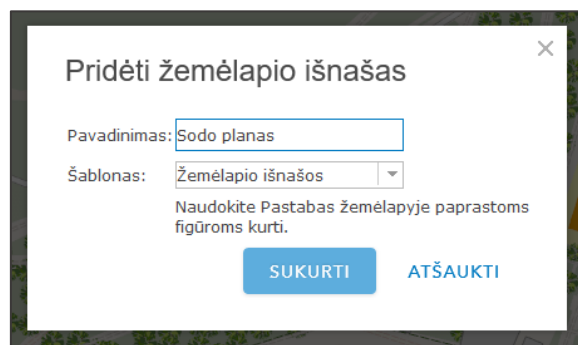 Pridėti žemėlapio išnašas
Pavadinimas: Sodo planas
Šablonas: Žemėlapio išnašos
Naudokite Pastabas žemėlapyje paprastoms
figūroms kurti.
SUKURTI ATŠAUKTI